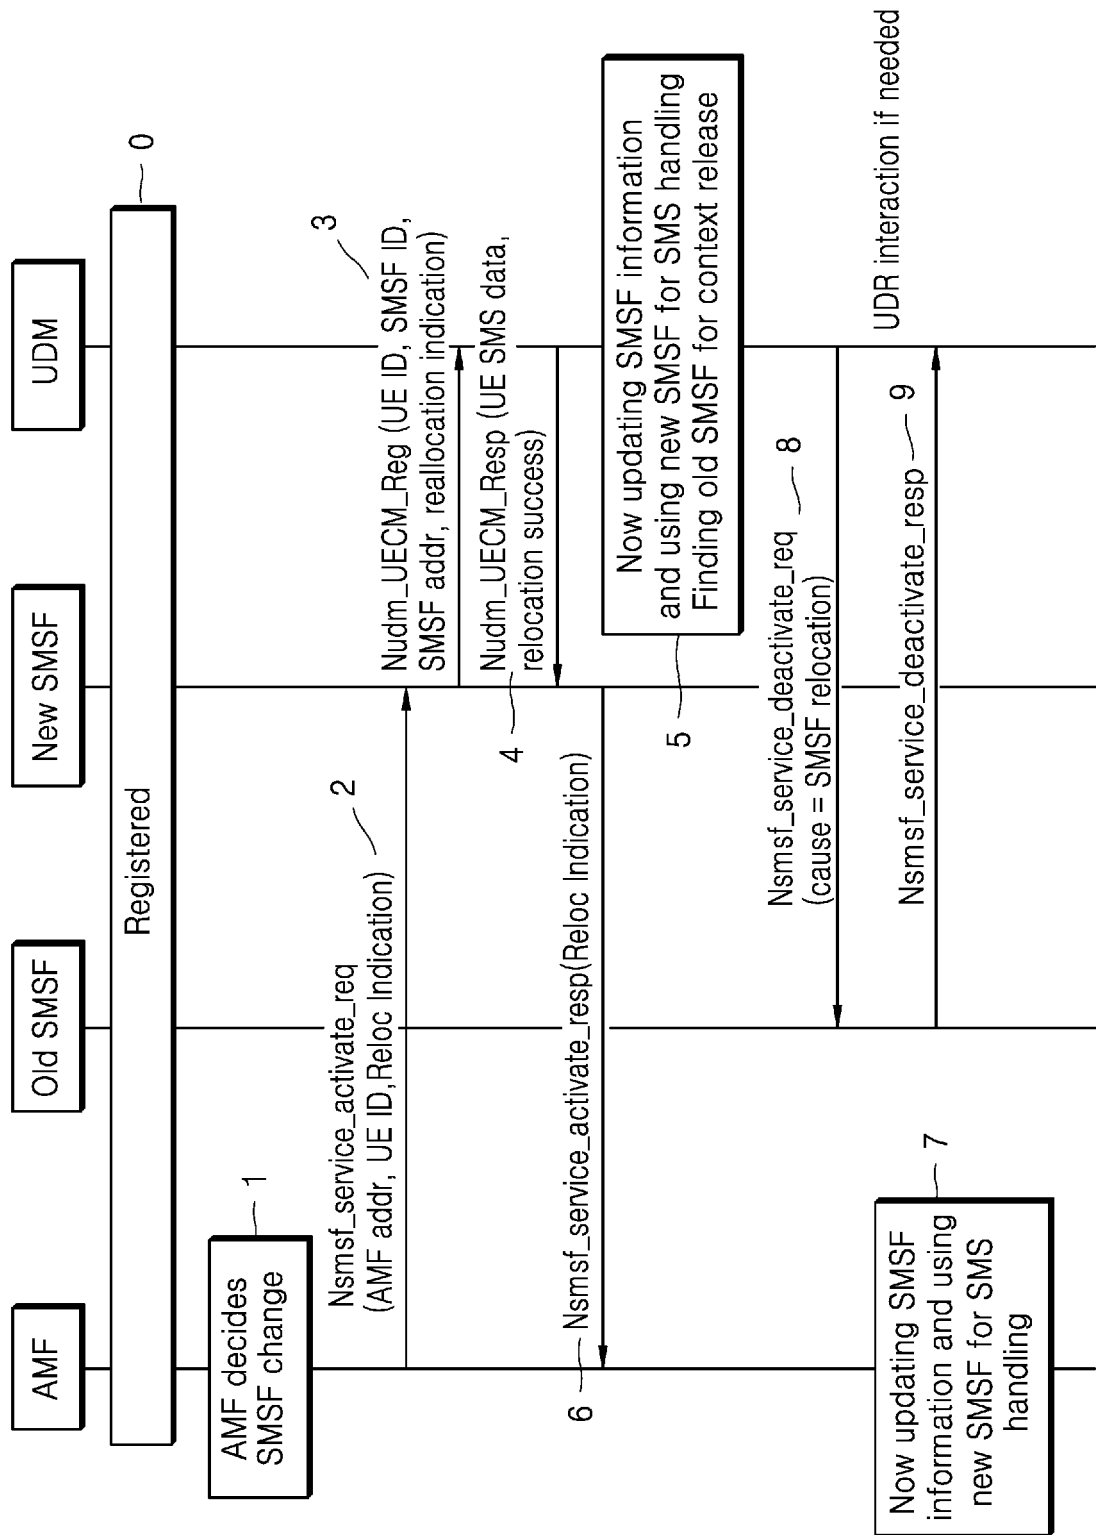 AMF
Old SMSF
New SMSF
UDM
Registered
0
AMF decides
SMSF change
1
Nsmsf_service_activate_req
(AMF addr, UE ID,Reloc Indication)
2
Nudm_UECM_Reg (UE ID, SMSF ID,
SMSF addr, reallocation indication)
3
Nudm_UECM_Resp (UE SMS data,
relocation success)
4
Now updating SMSF information
and using new SMSF for SMS handling
Finding old SMSF for context release
5
Nsmsf_service_activate_resp(Reloc Indication)
6
Now updating SMSF
information and using
new SMSF for SMS
handling
7
Nsmsf_service_deactivate_req
(cause = SMSF relocation)
8
UDR interaction if needed
Nsmsf_service_deactivate_resp
9